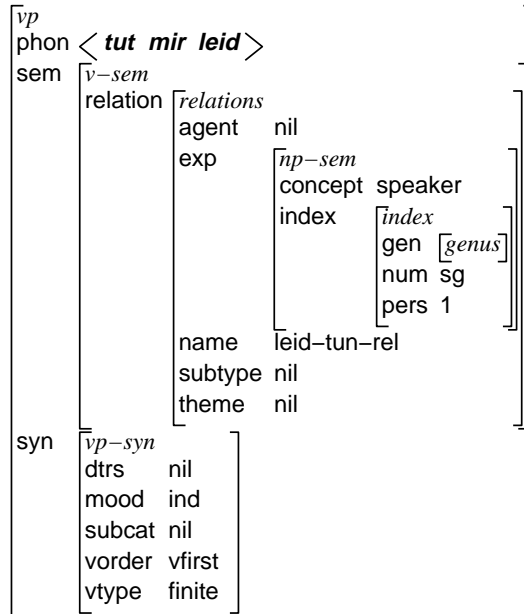 vp
phon < tut mir leid >
sem [v−sem
relation [relations
agent nil
exp [np−sem
concept speaker
index [index
gen [genus]
num sg
pers 1
name leid−tun−rel
subtype nil
theme nil
syn [vp−syn
dtrs nil
mood ind
subcat nil
vorder vfirst
vtype finite